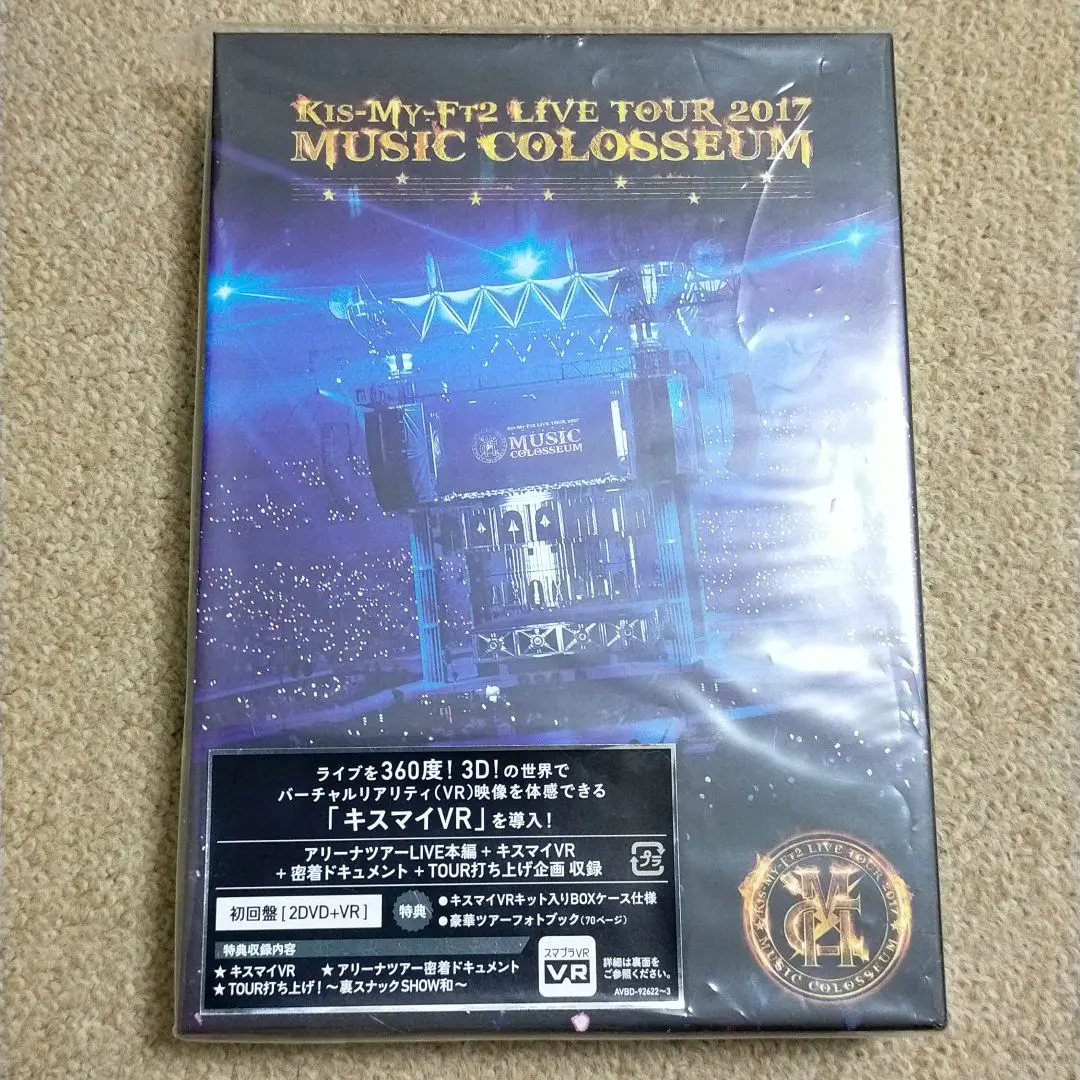 KIS-MY-FT2 LIVE TOUR 2017
MUSIC COLOSSEUM
KIS-MY-FT2 LIVE TOUR 2017
MUSIC
COLOSSEUM
ライブを360度!3D!の世界で
バーチャルリアリティ(VR)映像を体感できる
「キスマイVR」を導入!
アリーナツアーLIVE本編+キスマイVR
+密着ドキュメント+TOUR打ち上げ企画 収録
プラ
初回盤[2DVD+VR]
特典
●キスマイVRキット入りBOXケース仕様
●豪華ツアーフォトブック(70ページ)
特典収録内容
★キスマイVR ★アリーナツアー密着ドキュメント
★TOUR打ち上げ!〜裏スナックSHOW和〜
スマプラVR
VR
詳細は裏面を
ご参照ください。
AVBD-92622〜3
KIS-MY-FT2 LIVE TOUR 2017
MUSIC COLOSSEUM